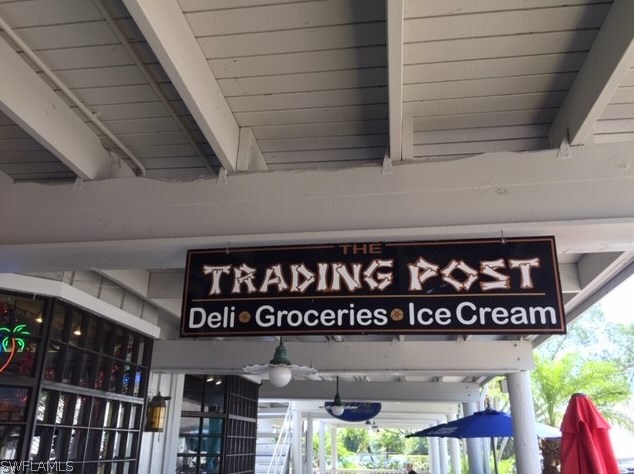 THE
TRADING POST
Deli • Groceries • Ice Cream
SWFLAMLS